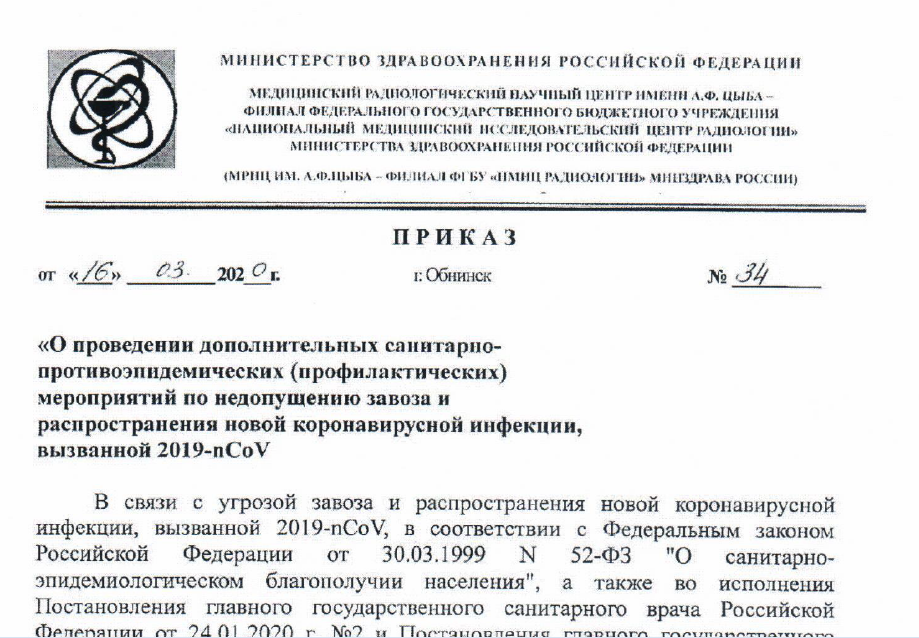 МИНИСТЕРСТВО ЗДРАВООХРАНЕНИЯ РОССИЙСКОЙ ФЕДЕРАЦИИ
МЕДИЦИНСКИЙ РАДИОЛОГИЧЕСКИЙ НАУЧНЫЙ ЦЕНТР ИМЕНИ А.Ф. ЦЫБА –
ФИЛИАЛ ФЕДЕРАЛЬНОГО ГОСУДАРСТВЕННОГО БЮДЖЕТНОГО УЧРЕЖДЕНИЯ
«НАЦИОНАЛЬНЫЙ МЕДИЦИНСКИЙ ИССЛЕДОВАТЕЛЬСКИЙ ЦЕНТР РАДИОЛОГИИ»
МИНИСТЕРСТВА ЗДРАВООХРАНЕНИЯ РОССИЙСКОЙ ФЕДЕРАЦИИ
(МРНЦ ИМ. А.Ф.ЦЫБА – ФИЛИАЛ ФГБУ «НМИЦ РАДИОЛОГИИ» МИНЗДРАВА РОССИИ)
ПРИКАЗ
от «16» 03. 2020г. г. Обнинск № 34
«О проведении дополнительных санитарно-
противоэпидемических (профилактических)
мероприятий по недопущению завоза и
распространения новой коронавирусной инфекции,
вызванной 2019-nCoV
В связи с угрозой завоза и распространения новой коронавирусной
инфекции, вызванной 2019-nCoV, в соответствии с Федеральным законом
Российской Федерации от 30.03.1999 N 52-ФЗ "О санитарно-
эпидемиологическом благополучии населения", а также во исполнения
Постановления главного государственного санитарного врача Российской
Федерации от 24.01.2020 г. №2 и Постановления главного государственного